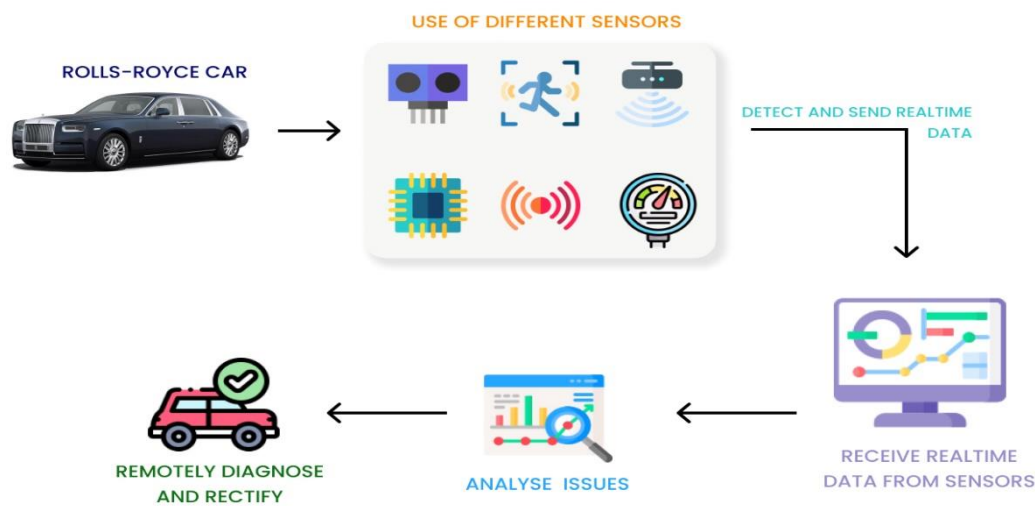 USE OF DIFFERENT SENSORS
ROLLS-ROYCE CAR
DETECT AND SEND REALTIME
DATA
RECEIVE REALTIME
DATA FROM SENSORS
ANALYSE ISSUES
REMOTELY DIAGNOSE
AND RECTIFY